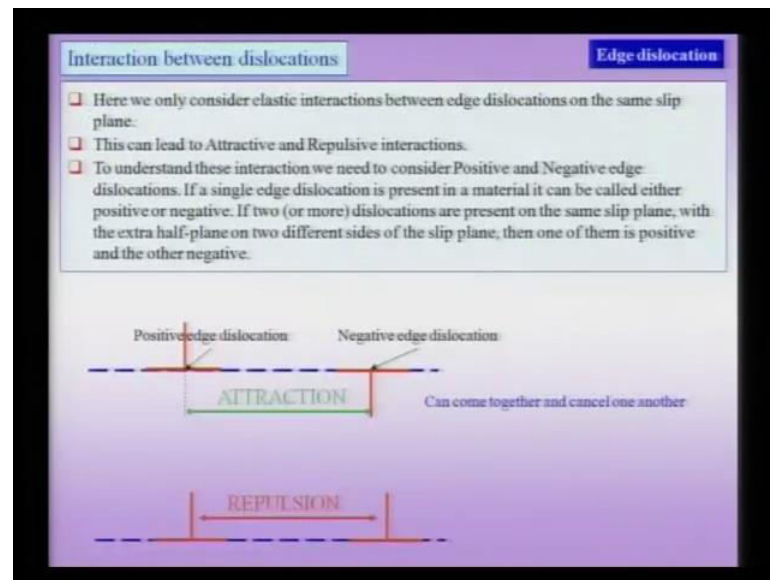 Interaction between dislocations
Edge dislocation
Here we only consider elastic interactions between edge dislocations on the same slip
plane.
This can lead to Attractive and Repulsive interactions.
To understand these interaction we need to consider Positive and Negative edge
dislocations. If a single edge dislocation is present in a material it can be called either
positive or negative. If two (or more) dislocations are present on the same slip plane, with
the extra half-plane on two different sides of the slip plane, then one of them is positive
and the other negative.
Positive edge dislocation
Negative edge dislocation
ATTRACTION
Can come together and cancel one another
REPULSION